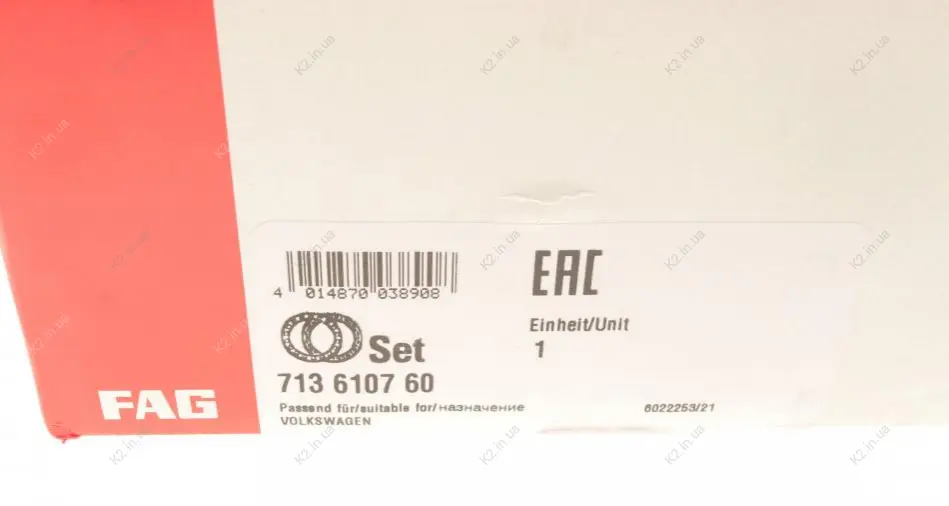 EAC
4 014870 038908
Einheit/Unit
1
Set
713 6107 60
FAG
Passend für/suitable for/назначение
6022253/21
VOLKSWAGEN
K2.in.ua